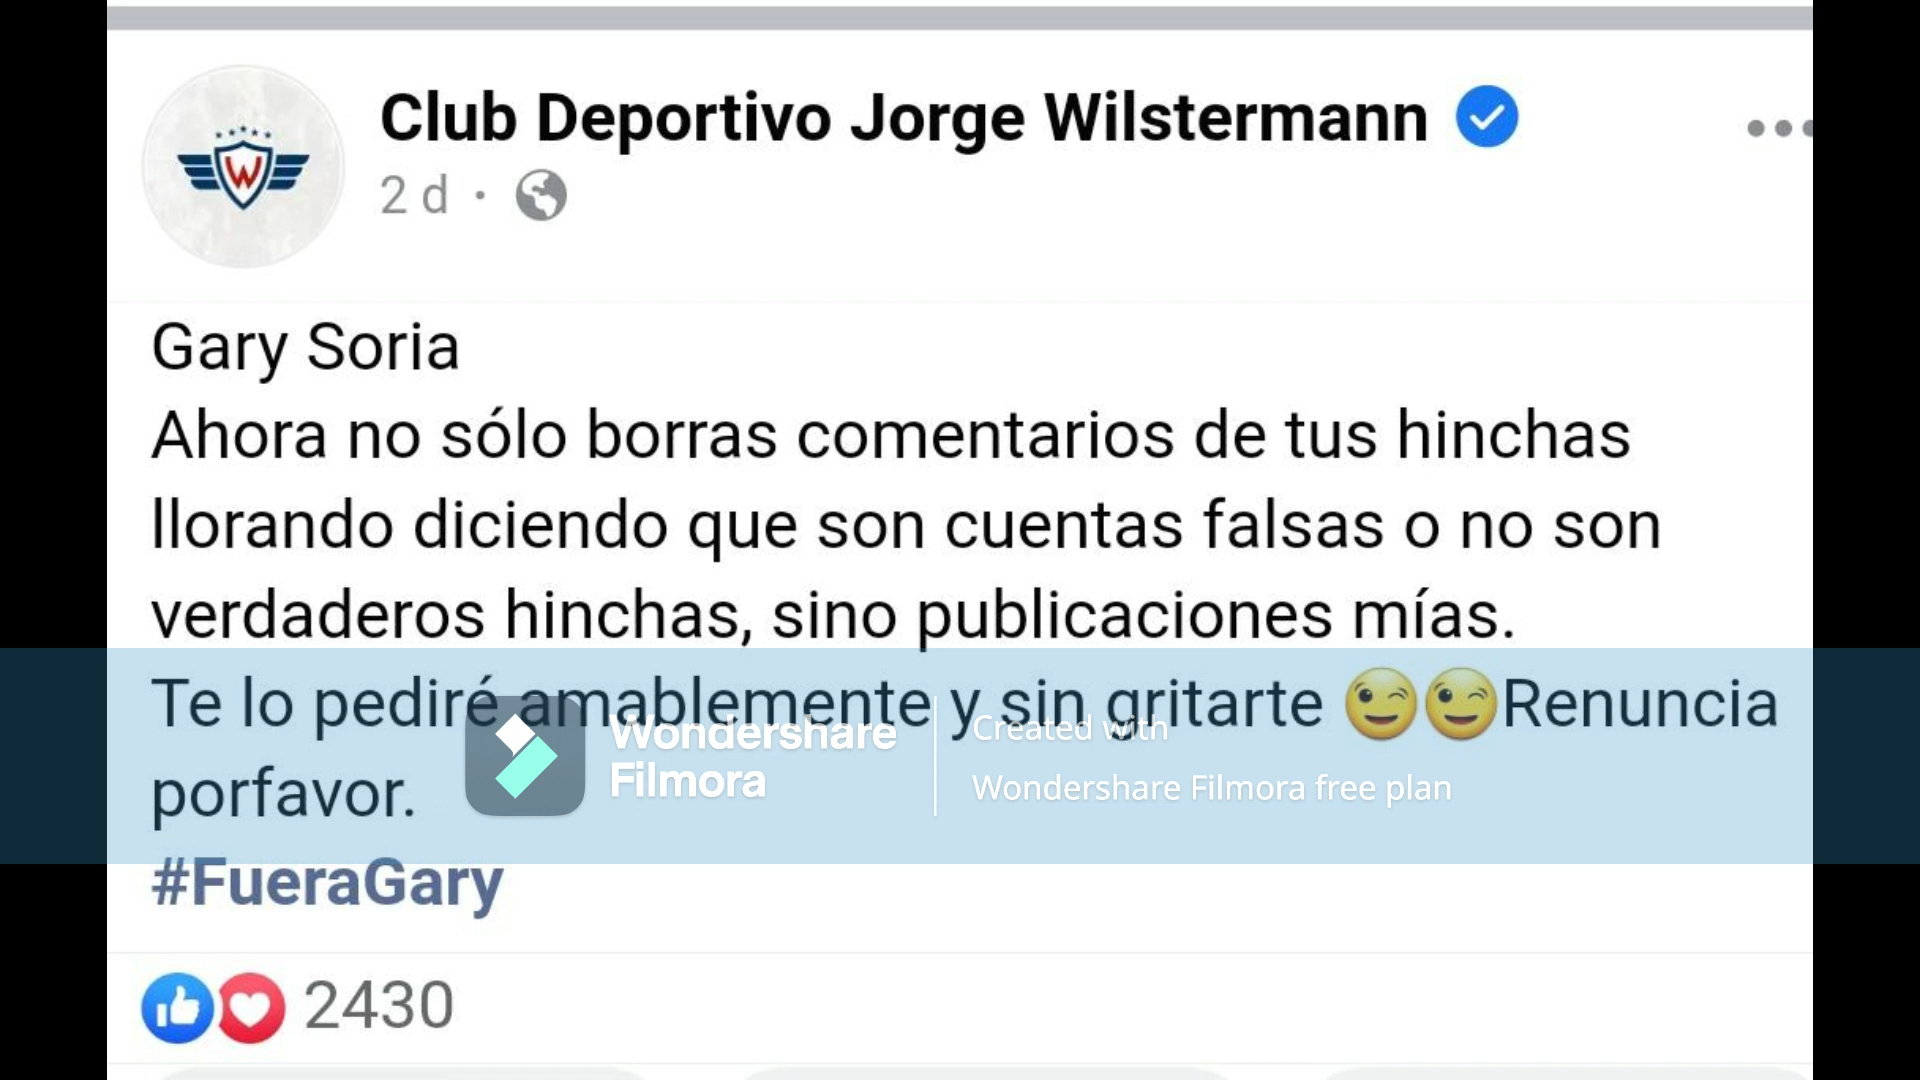 W
Club Deportivo Jorge Wilstermann
2 d ·
Gary Soria
Ahora no sólo borras comentarios de tus hinchas
llorando diciendo que son cuentas falsas o no son
verdaderos hinchas, sino publicaciones mías.
Te lo pediré amablemente y sin gritarte 😉😉Renuncia
porfavor.
Wondershare
Filmora
Created with
Wondershare Filmora free plan
#FueraGary
2430